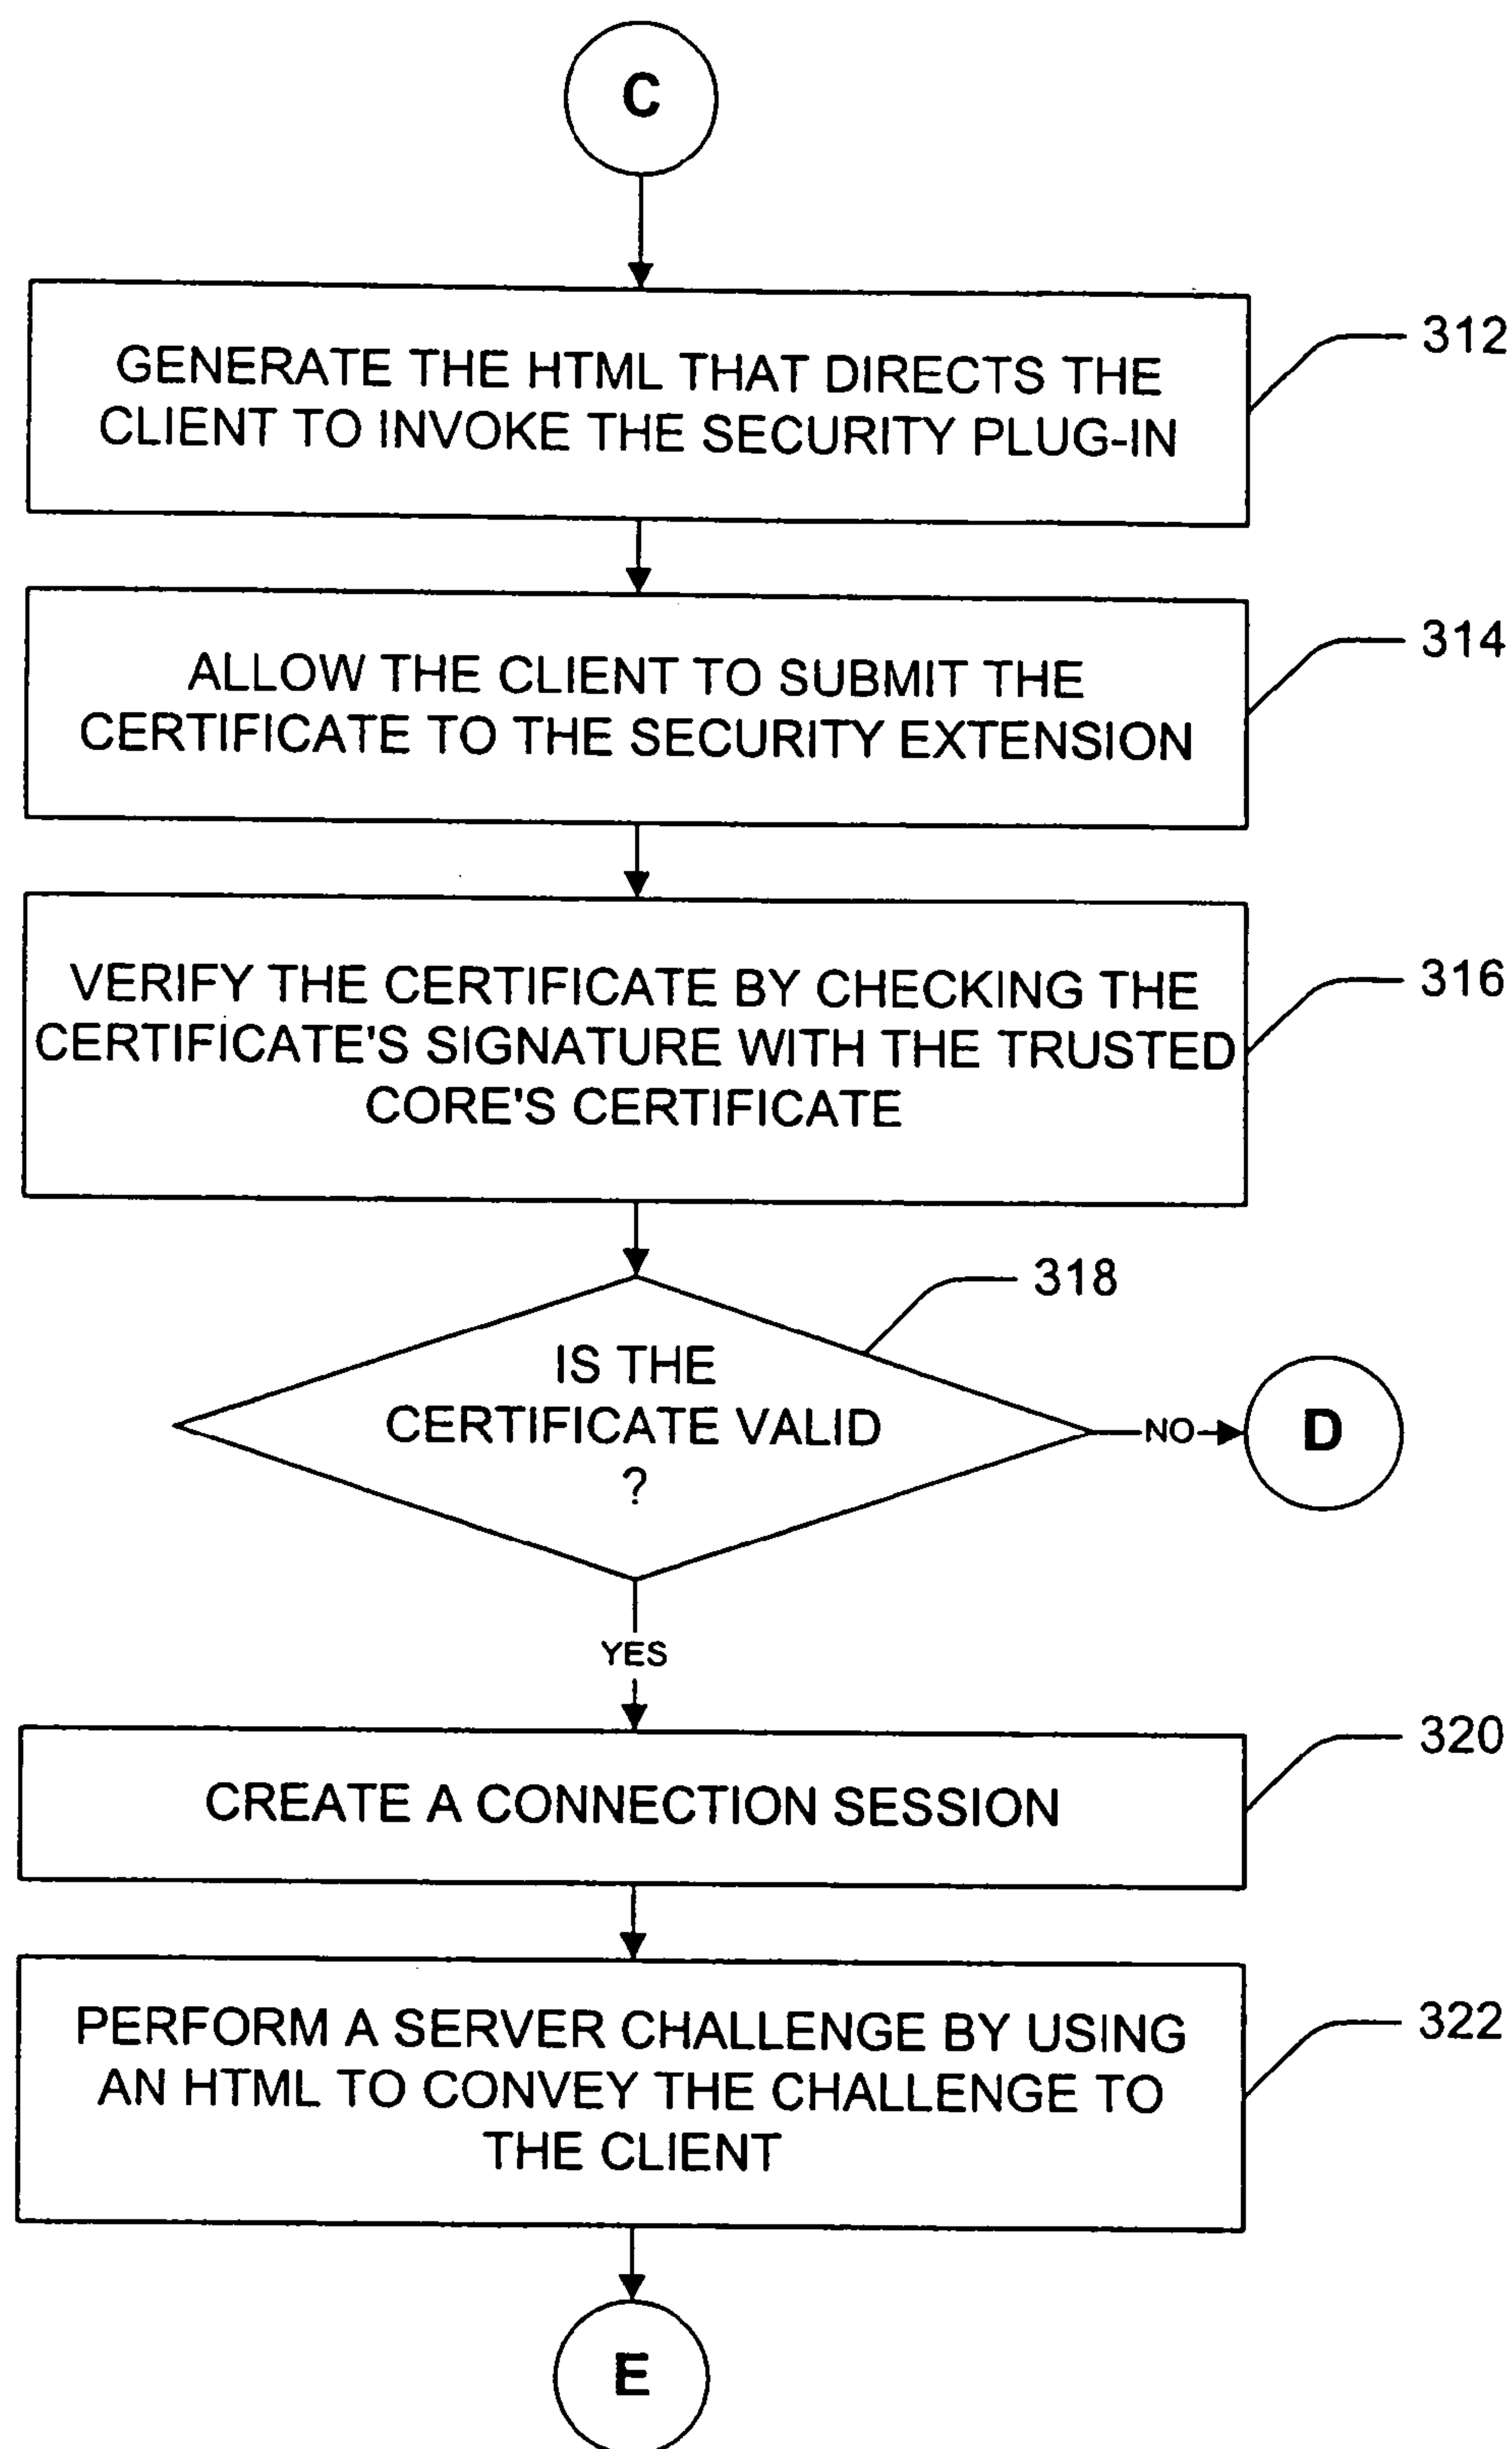 C
GENERATE THE HTML THAT DIRECTS THE
CLIENT TO INVOKE THE SECURITY PLUG-IN
312
ALLOW THE CLIENT TO SUBMIT THE
CERTIFICATE TO THE SECURITY EXTENSION
314
VERIFY THE CERTIFICATE BY CHECKING THE
CERTIFICATE'S SIGNATURE WITH THE TRUSTED
CORE'S CERTIFICATE
316
318
IS THE
CERTIFICATE VALID
?
NO
D
YES
CREATE A CONNECTION SESSION
320
PERFORM A SERVER CHALLENGE BY USING
AN HTML TO CONVEY THE CHALLENGE TO
THE CLIENT
322
E